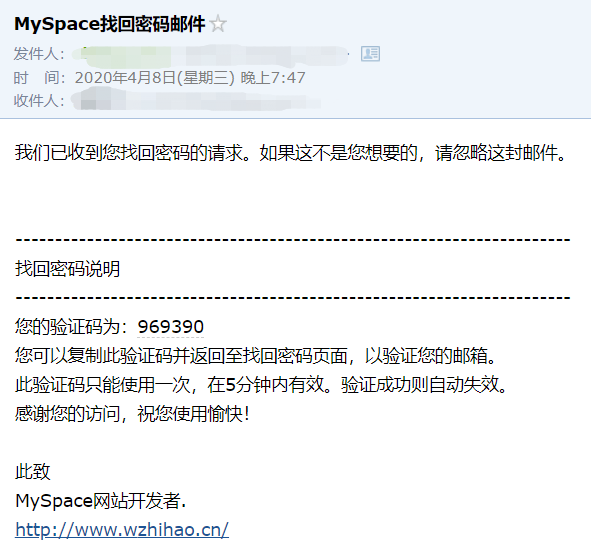 MySpace找回密码邮件
发件人：
时　间：2020年4月8日(星期三) 晚上7:47
收件人：
我们已收到您找回密码的请求。如果这不是您想要的，请忽略这封邮件。
----------------------------------------------------------------------
找回密码说明
----------------------------------------------------------------------
您的验证码为：969390
您可以复制此验证码并返回至找回密码页面，以验证您的邮箱。
此验证码只能使用一次，在5分钟内有效。验证成功则自动失效。
感谢您的访问，祝您使用愉快！
此致
MySpace网站开发者.
http://www.wzhihao.cn/